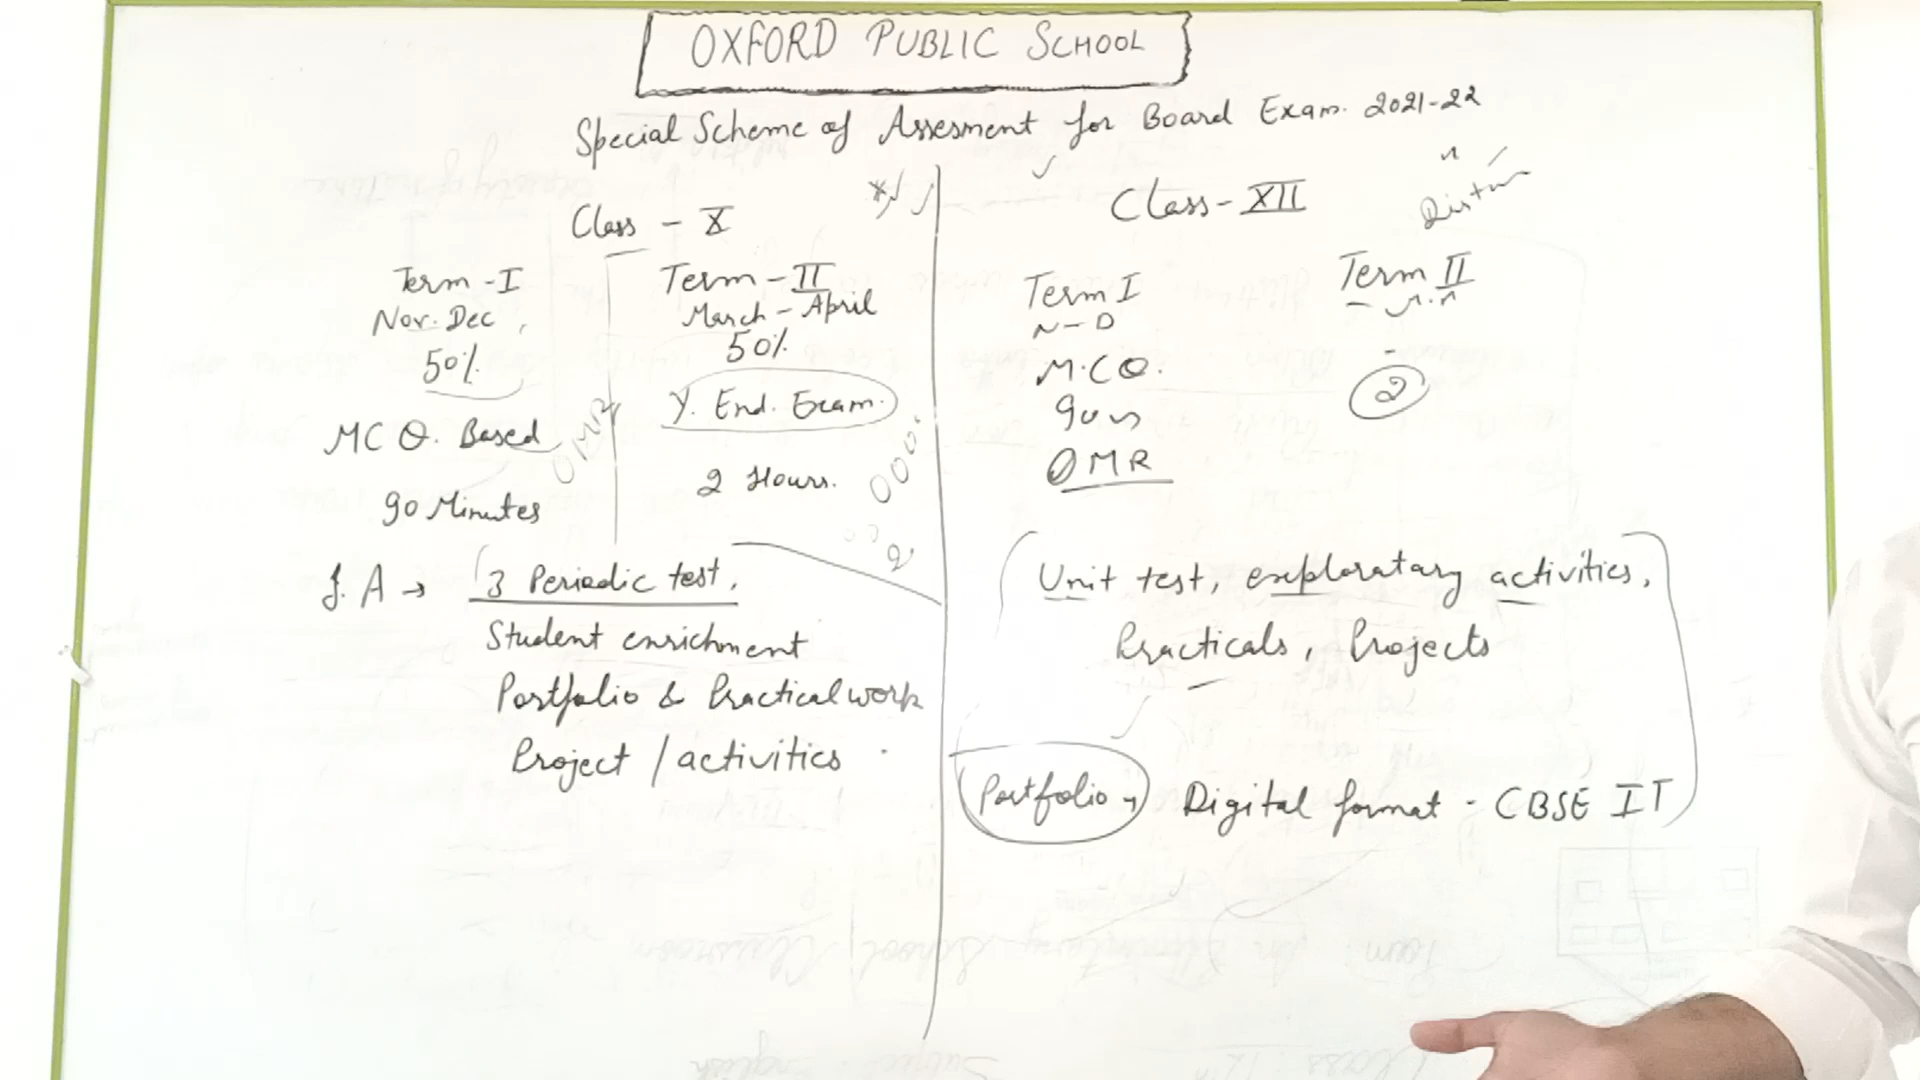 OXFORD PUBLIC SCHOOL
Special Scheme of Assesment for Board Exam. 2021-22
Class - X
Term - I
Nov. Dec
50%
MCQ. Based
90 Minutes
OMR
Term - II
March - April
50%
Y. End. Exam.
2 Hours.
I. A → 3 Periodic test,
Student enrichment
Portfolio & Practical work
Project / activities
Class - XII
Term I
N - D
M.C.Q.
90 m
OMR
Term II
2
Unit test, exploratary activities,
Practicals, Projects
Portfolio → Digital format - CBSE IT